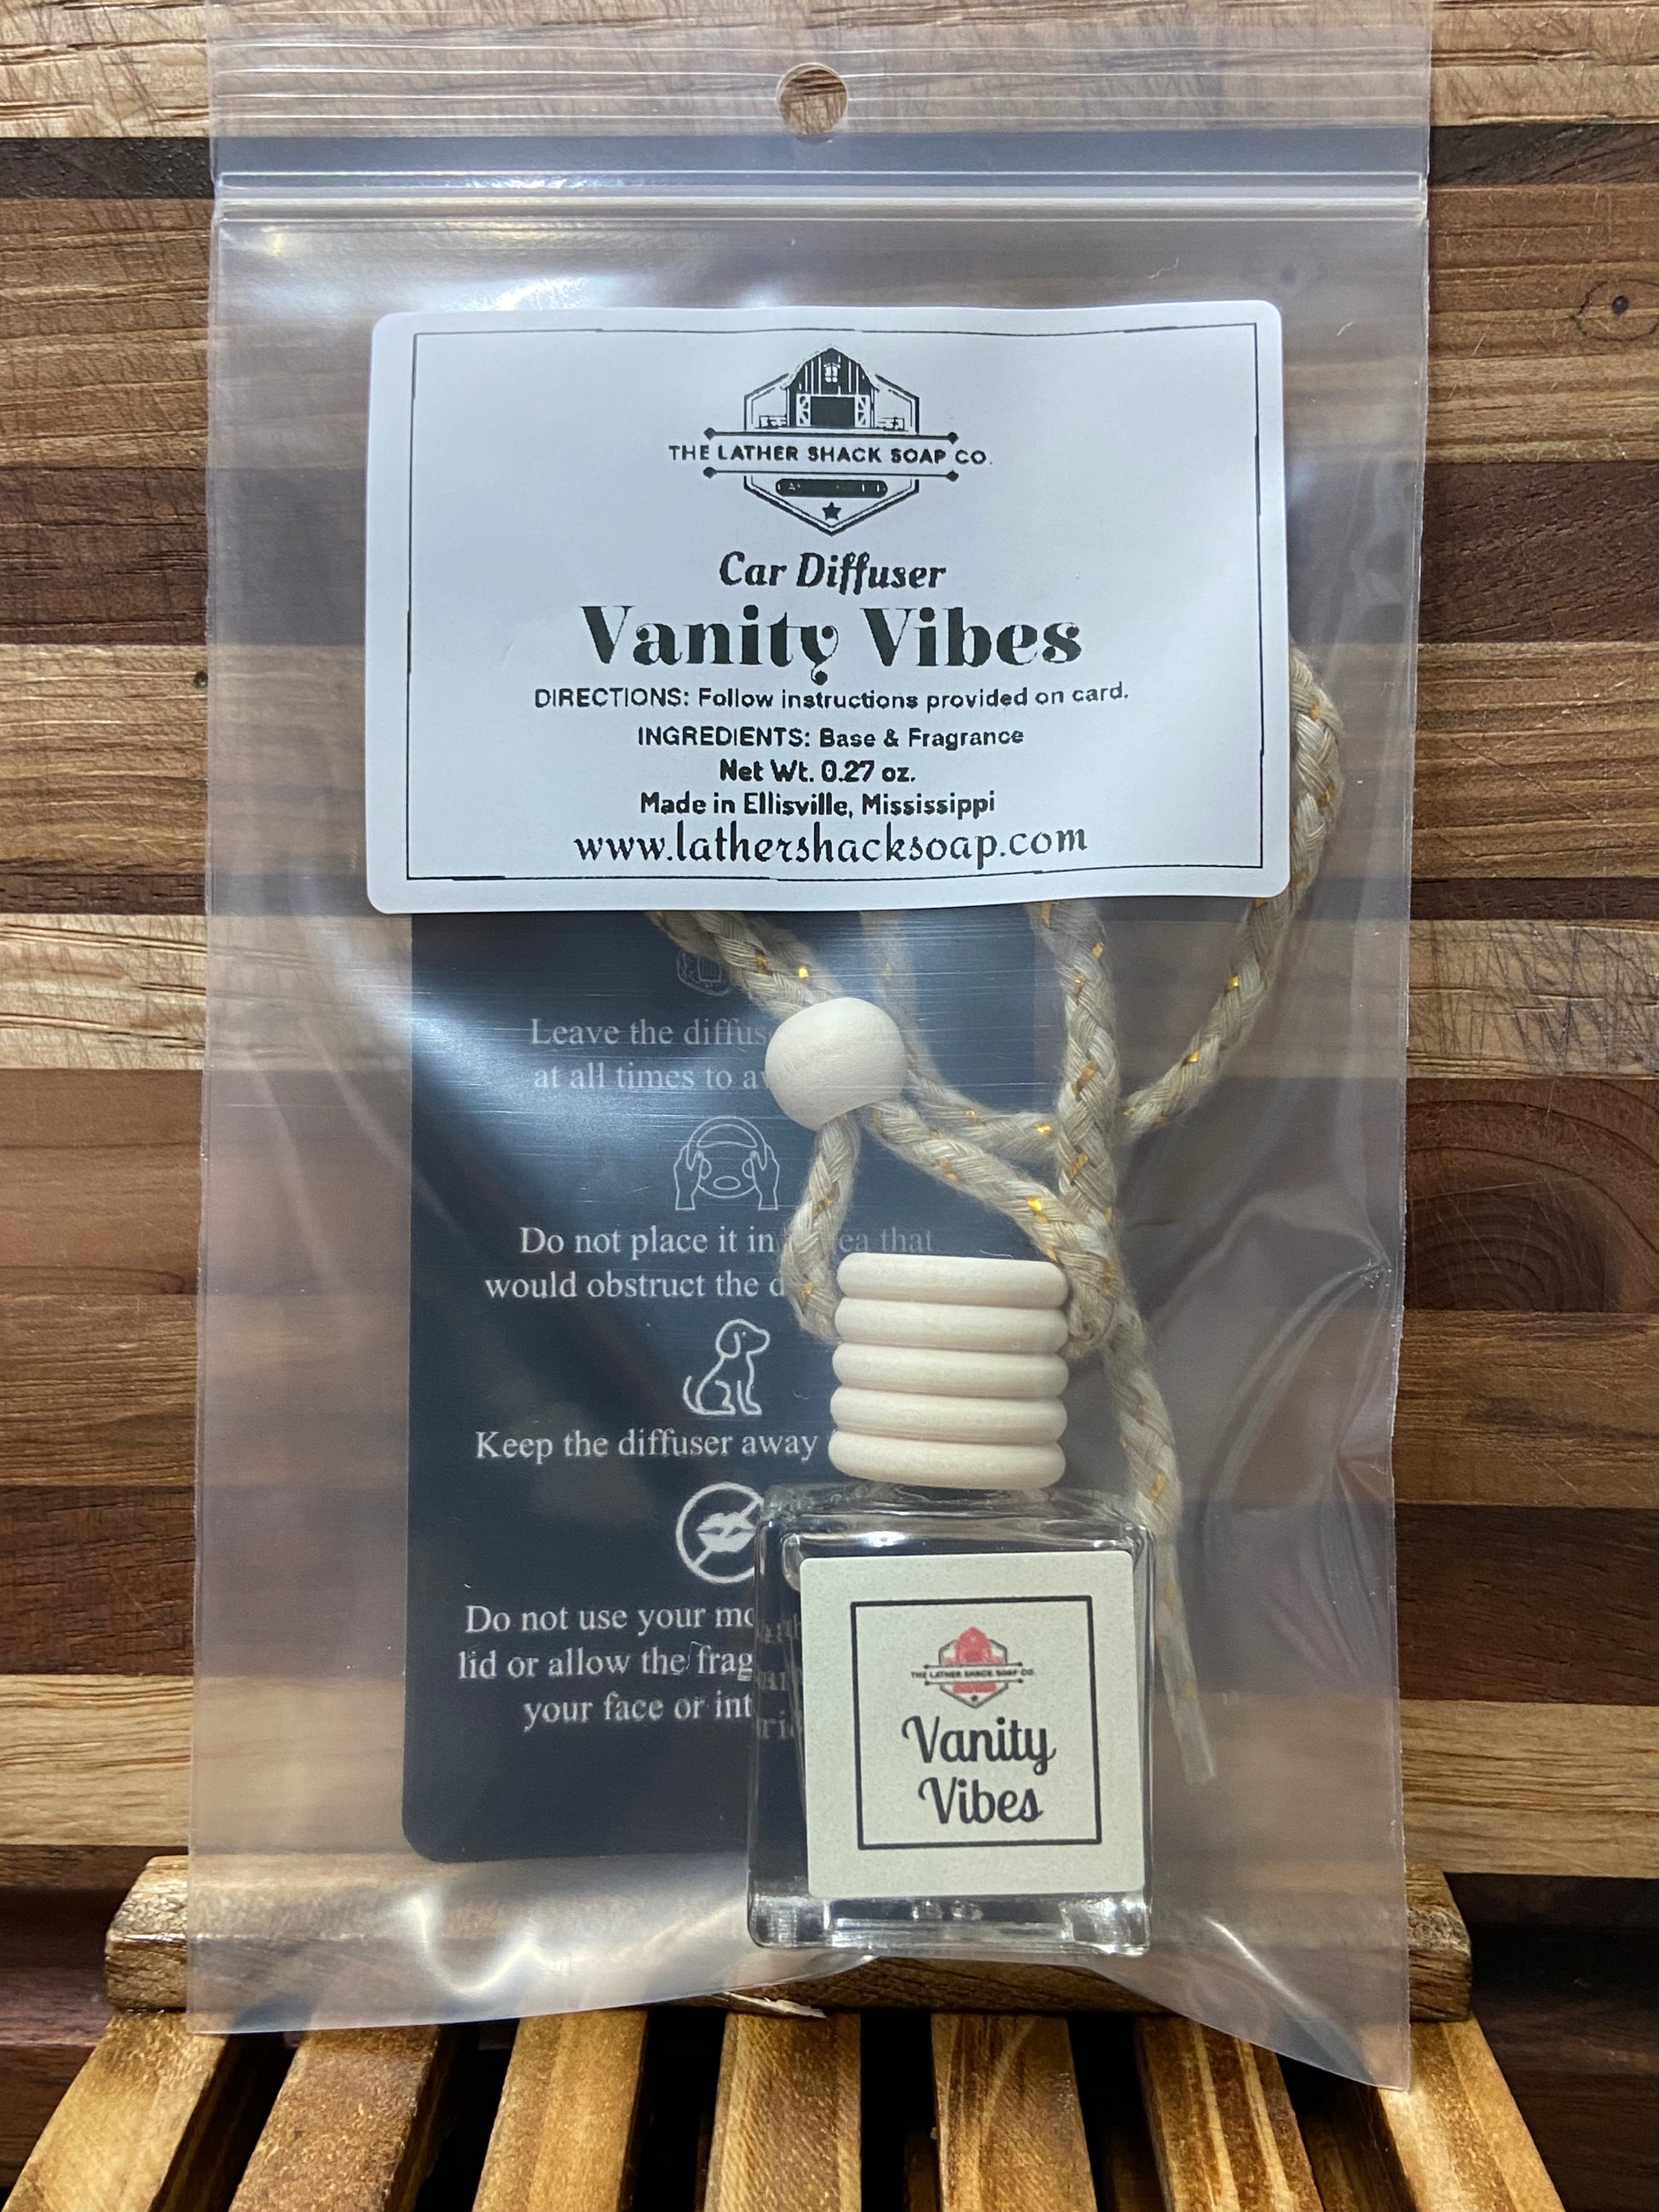 THE LATHER SHACK SOAP CO.
Car Diffuser
Vanity Vibes
DIRECTIONS: Follow instructions provided on card.
INGREDIENTS: Base & Fragrance
Net Wt. 0.27 oz.
Made in Ellisville, Mississippi
www.lathershacksoap.com
Leave the diffus
at all times to av
Do not place it in ea that
would obstruct the d
Keep the diffuser away
Do not use your mo
lid or allow the frag
your face or int
THE LATHER SHACK SOAP CO.
Vanity
Vibes